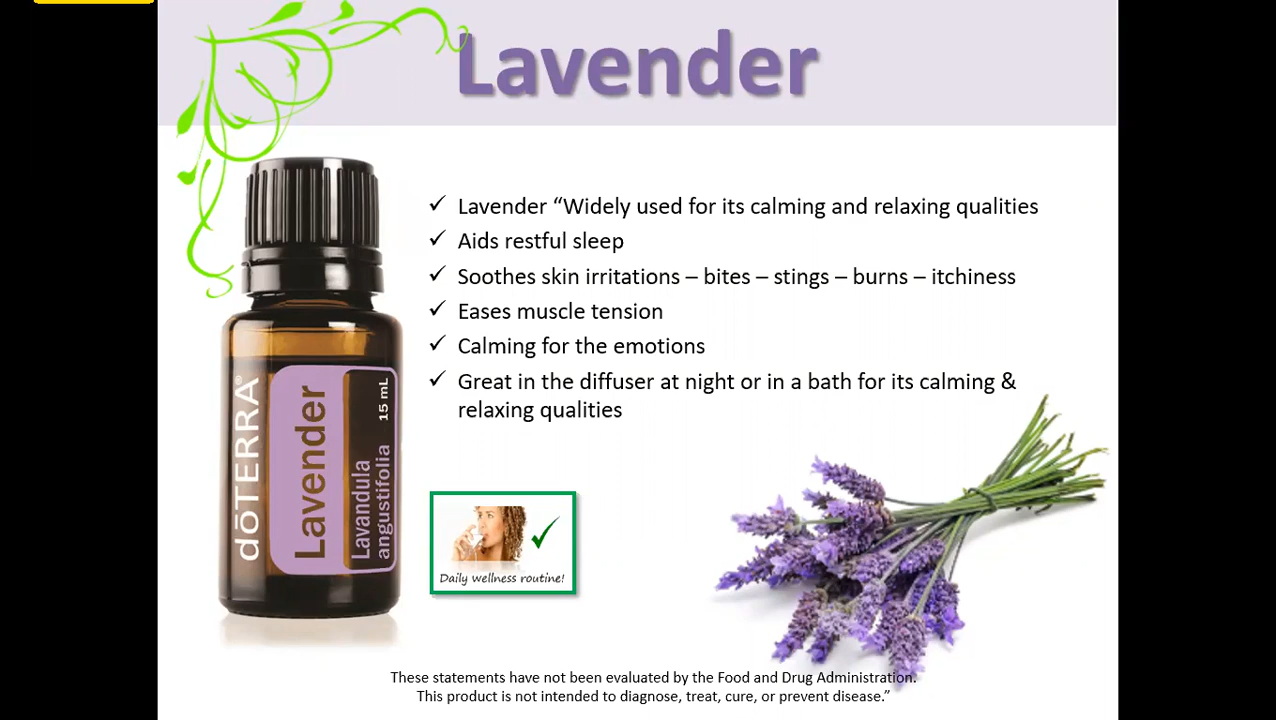 Lavender
Lavender “Widely used for its calming and relaxing qualities
Aids restful sleep
Soothes skin irritations – bites – stings – burns – itchiness
Eases muscle tension
Calming for the emotions
Great in the diffuser at night or in a bath for its calming &
relaxing qualities
dōTERRA®
Lavender
Lavandula
angustifolia
15 mL
Daily wellness routine!
These statements have not been evaluated by the Food and Drug Administration.
This product is not intended to diagnose, treat, cure, or prevent disease.”